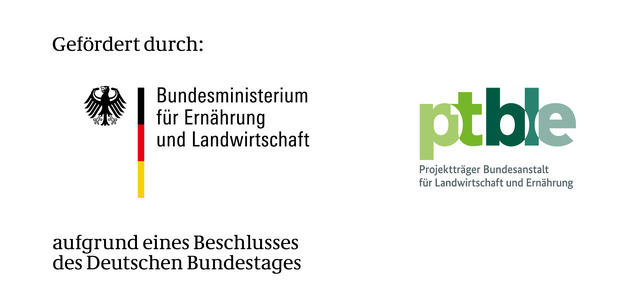 Gefördert durch:
Bundesministerium
für Ernährung
und Landwirtschaft
ptble
Projektträger Bundesanstalt
für Landwirtschaft und Ernährung
aufgrund eines Beschlusses
des Deutschen Bundestages